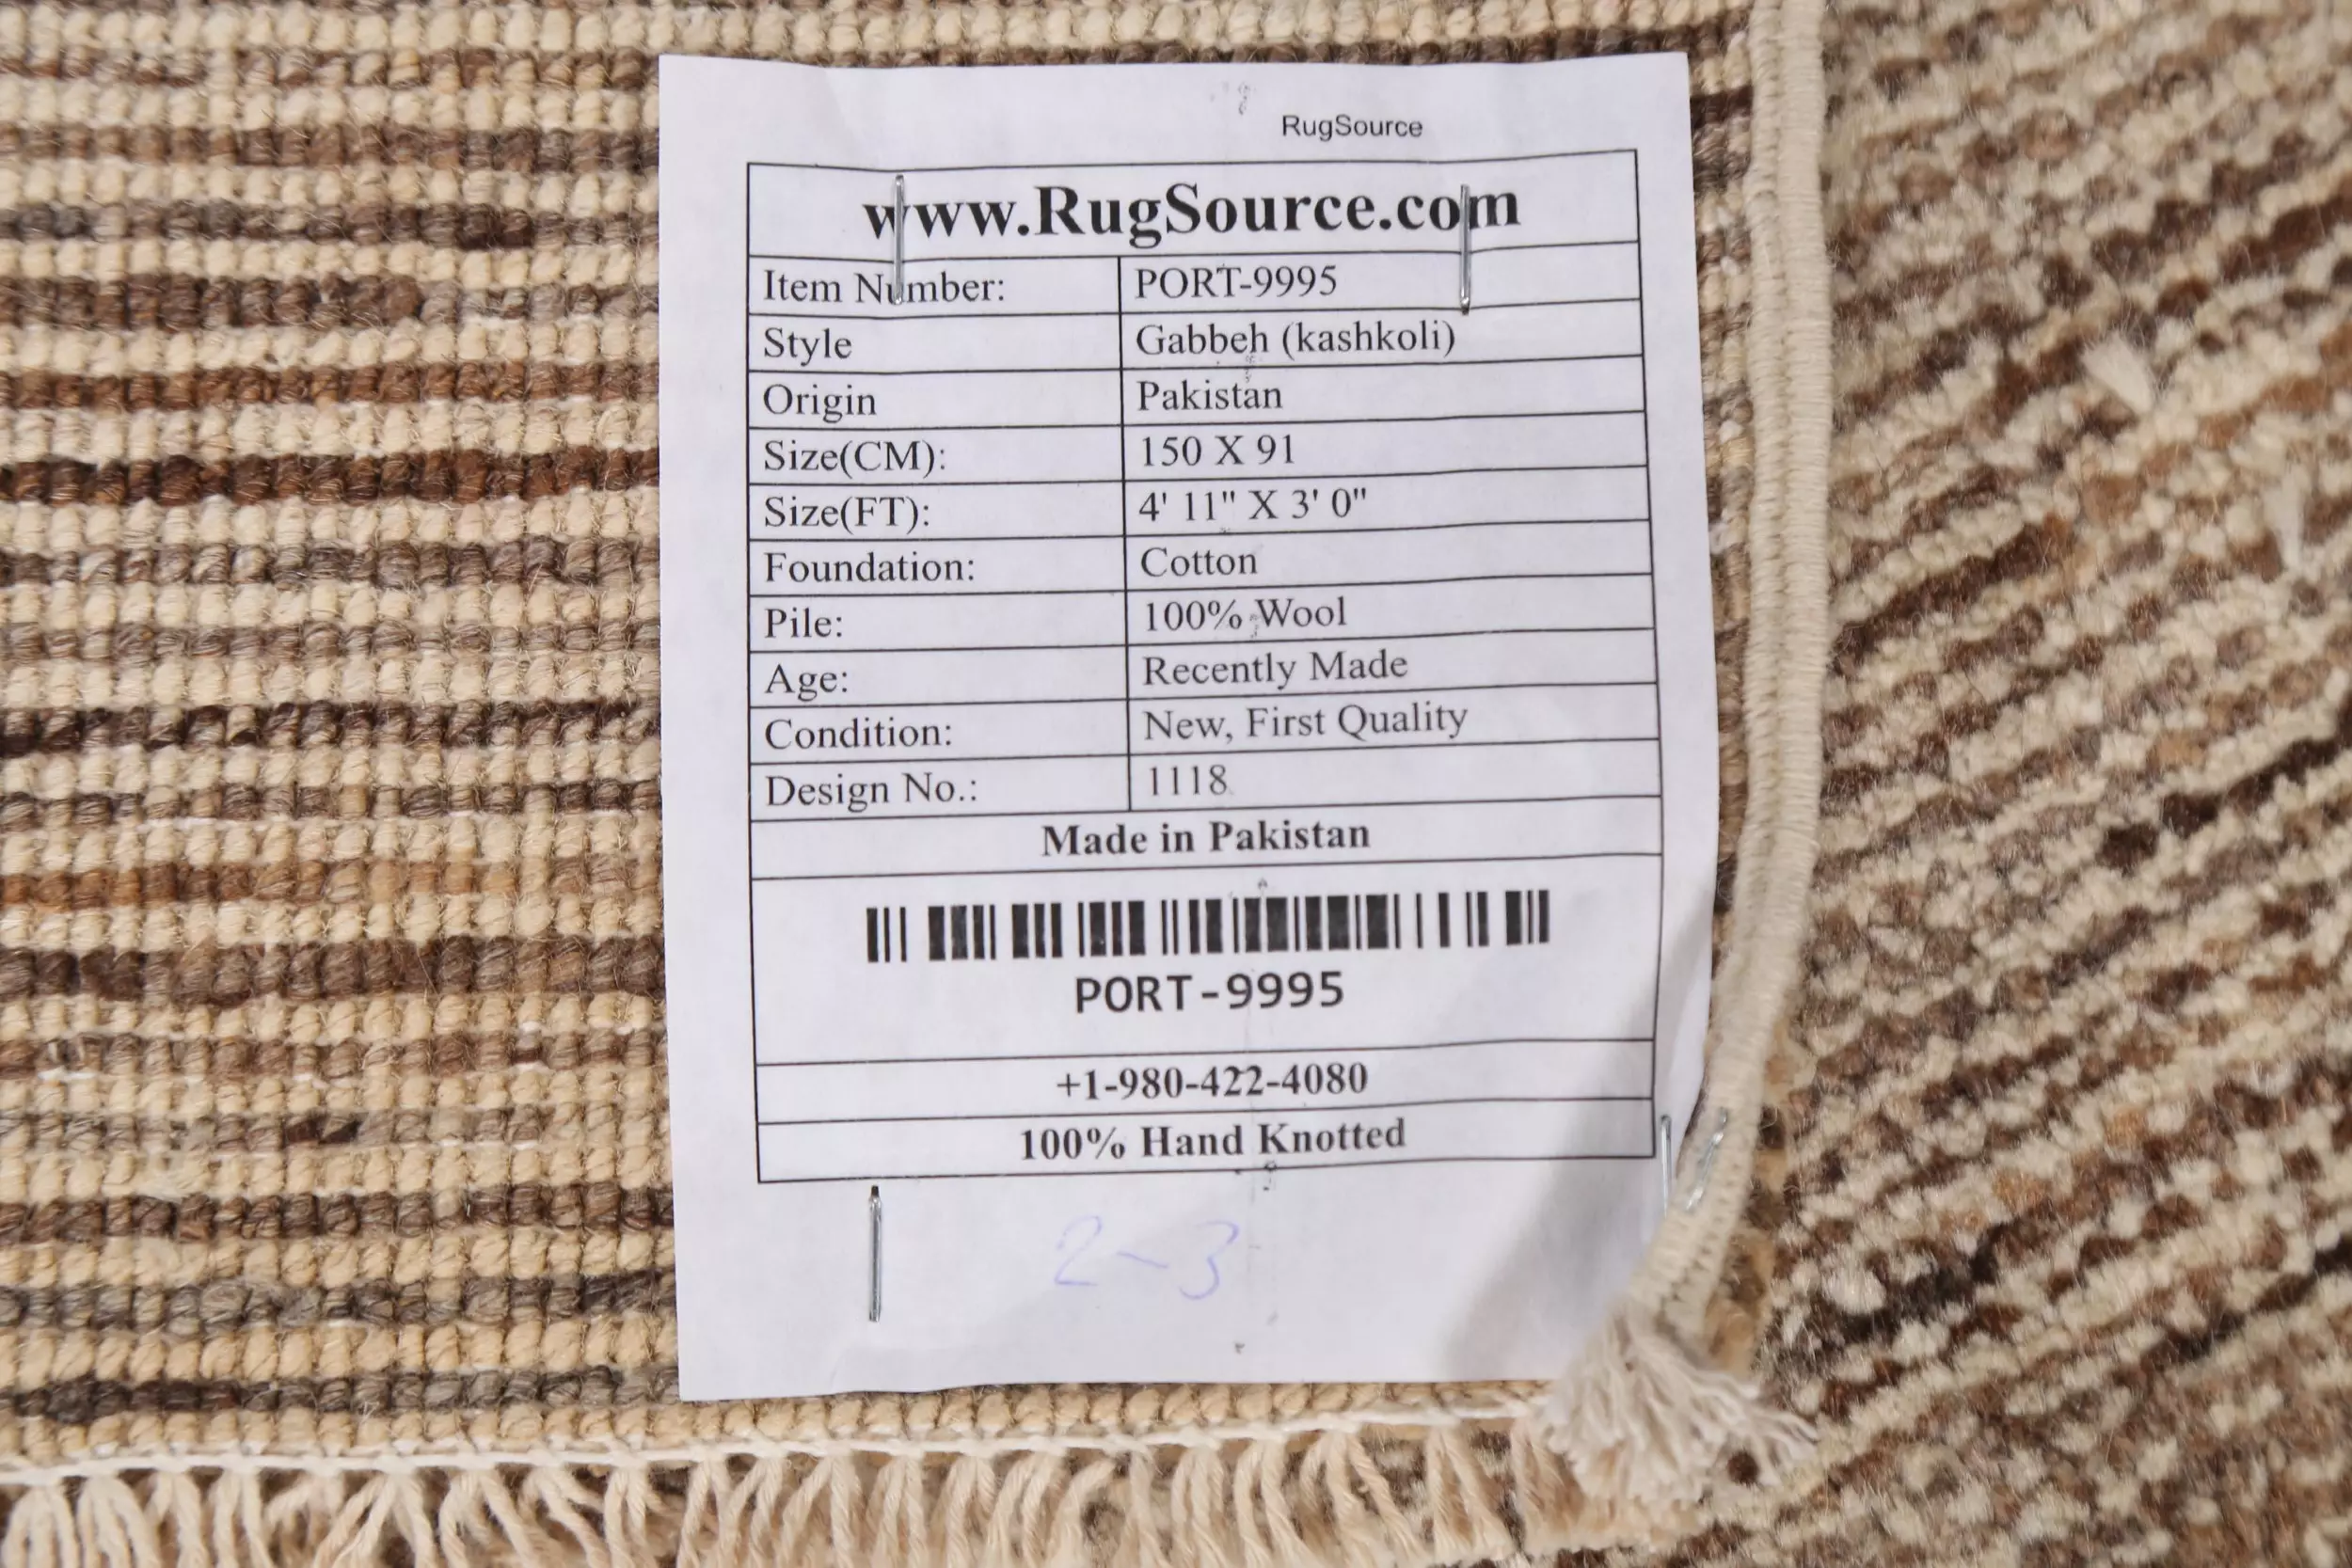 RugSource
www.RugSource.com
Item Number: PORT-9995
Style Gabbeh (kashkoli)
Origin Pakistan
Size(CM): 150 X 91
Size(FT): 4' 11" X 3' 0"
Foundation: Cotton
Pile: 100% Wool
Age: Recently Made
Condition: New, First Quality
Design No.: 1118
Made in Pakistan
PORT-9995
+1-980-422-4080
100% Hand Knotted
2-3